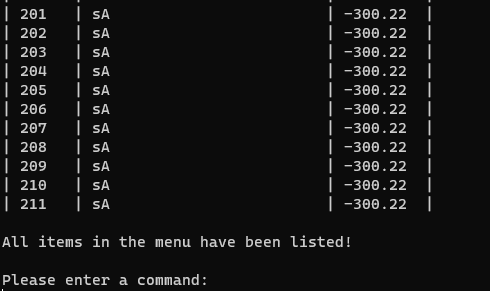 | 201 | sA | -300.22 |
| 202 | sA | -300.22 |
| 203 | sA | -300.22 |
| 204 | sA | -300.22 |
| 205 | sA | -300.22 |
| 206 | sA | -300.22 |
| 207 | sA | -300.22 |
| 208 | sA | -300.22 |
| 209 | sA | -300.22 |
| 210 | sA | -300.22 |
| 211 | sA | -300.22 |
All items in the menu have been listed!
Please enter a command: